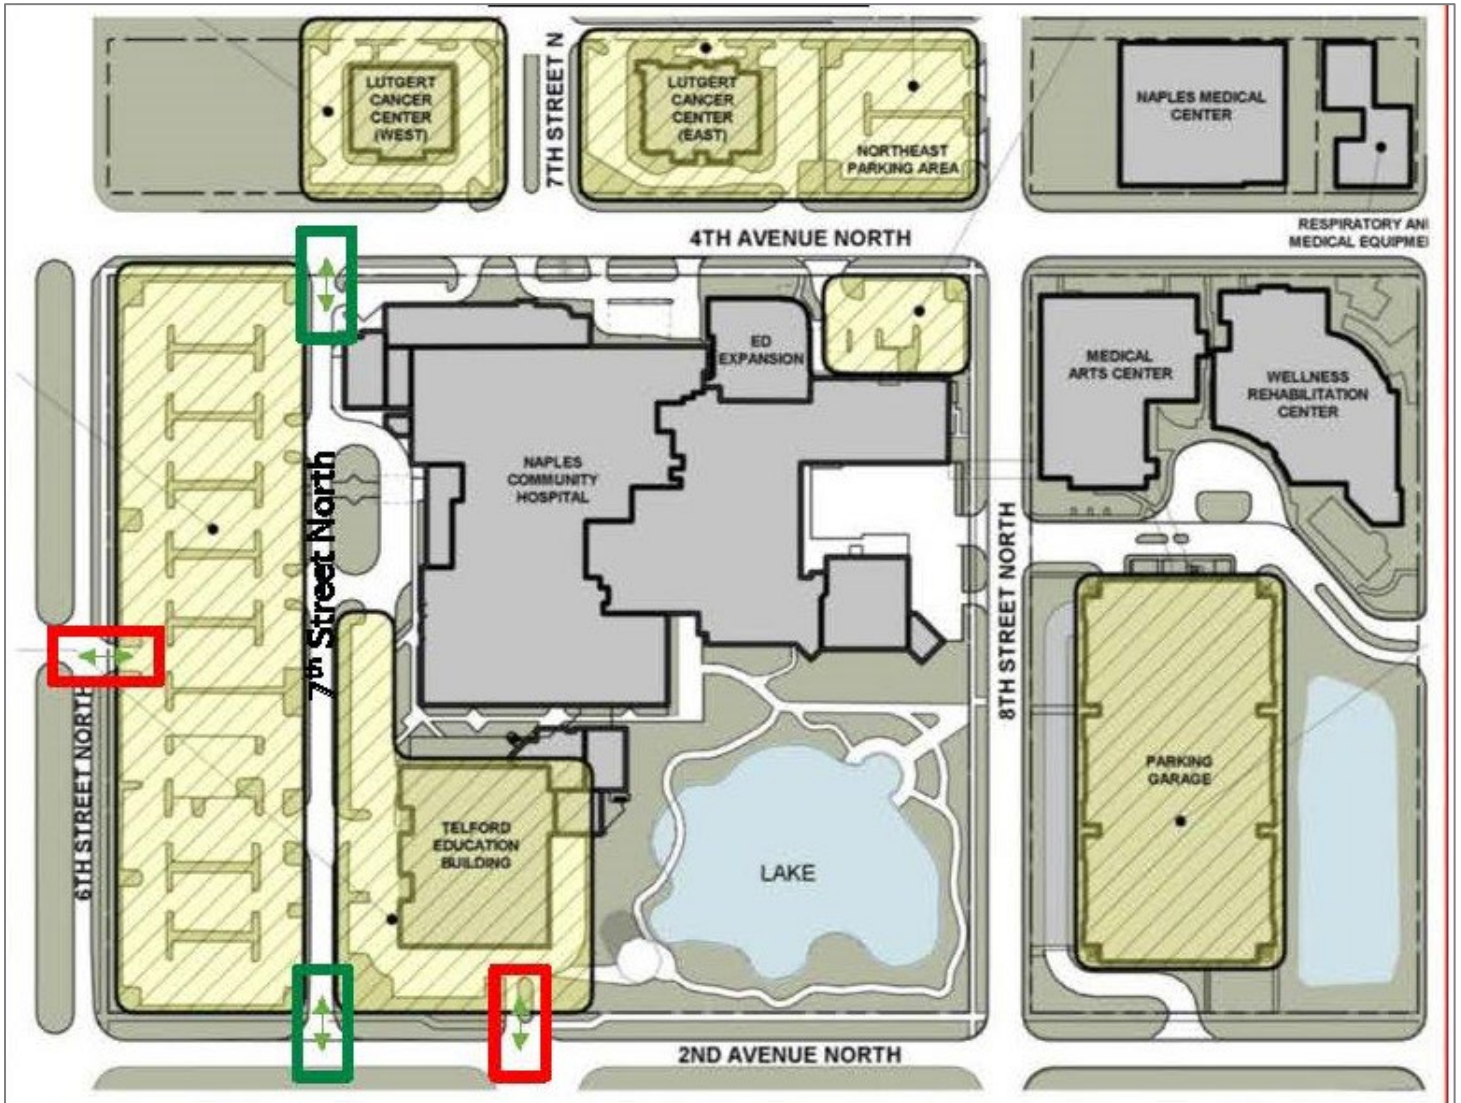 LUTGERT
CANCER
CENTER
(WEST)
7TH STREET N
LUTGERT
CANCER
CENTER
(EAST)
NORTHEAST
PARKING AREA
NAPLES MEDICAL
CENTER
RESPIRATORY AN
MEDICAL EQUIPME
4TH AVENUE NORTH
ED
EXPANSION
MEDICAL
ARTS CENTER
WELLNESS
REHABILITATION
CENTER
NAPLES
COMMUNITY
HOSPITAL
7th Street North
8TH STREET NORTH
6TH STREET NORTH
PARKING
GARAGE
TELFORD
EDUCATION
BUILDING
LAKE
2ND AVENUE NORTH